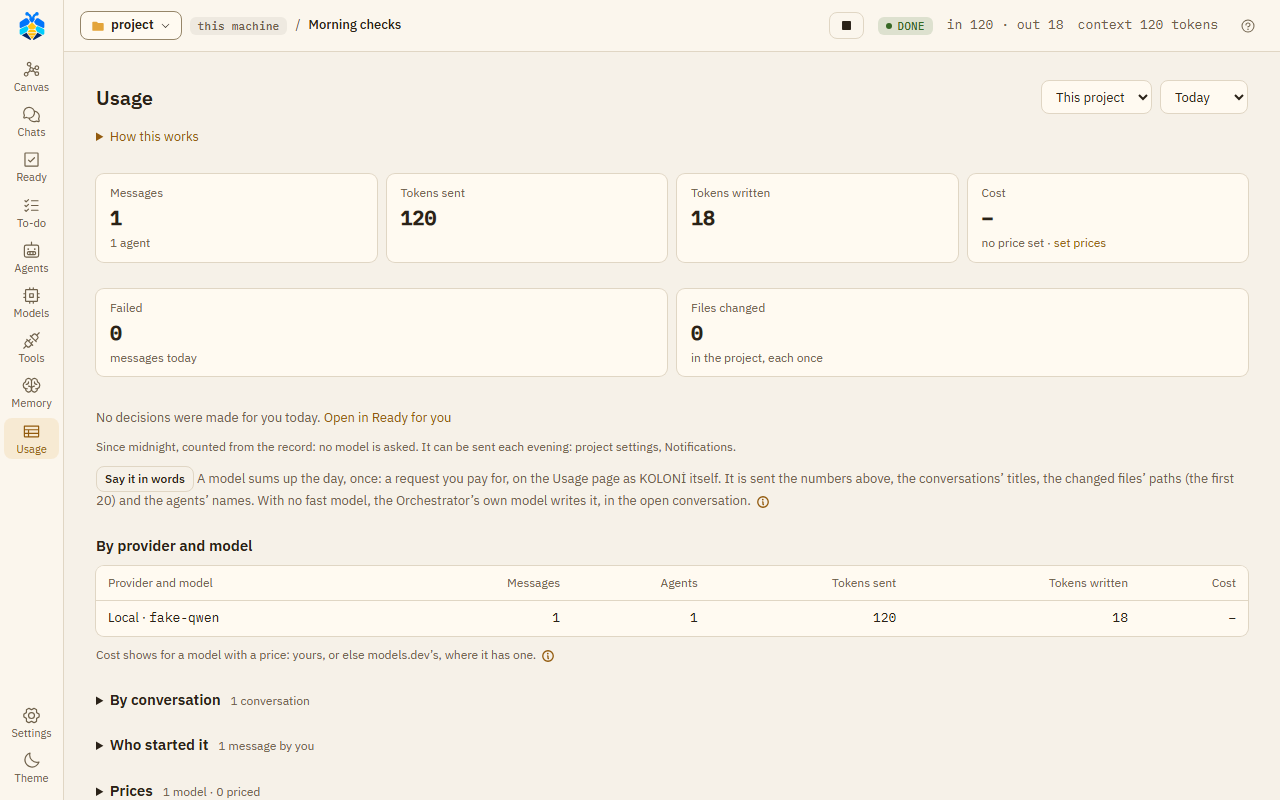 project
this machine / Morning checks
DONE
in 120 · out 18 context 120 tokens
Canvas
Chats
Ready
To-do
Agents
Models
Tools
Memory
Usage
Settings
Theme
Usage
This project
Today
How this works
Messages
1
1 agent
Tokens sent
120
Tokens written
18
Cost
–
no price set · set prices
Failed
0
messages today
Files changed
0
in the project, each once
No decisions were made for you today. Open in Ready for you
Since midnight, counted from the record: no model is asked. It can be sent each evening: project settings, Notifications.
Say it in words A model sums up the day, once: a request you pay for, on the Usage page as KOLONİ itself. It is sent the numbers above, the conversations’ titles, the changed files’ paths (the first
20) and the agents’ names. With no fast model, the Orchestrator’s own model writes it, in the open conversation.
By provider and model
Provider and model Messages Agents Tokens sent Tokens written Cost
Local · fake-qwen 1 1 120 18 –
Cost shows for a model with a price: yours, or else models.dev’s, where it has one.
By conversation 1 conversation
Who started it 1 message by you
Prices 1 model · 0 priced